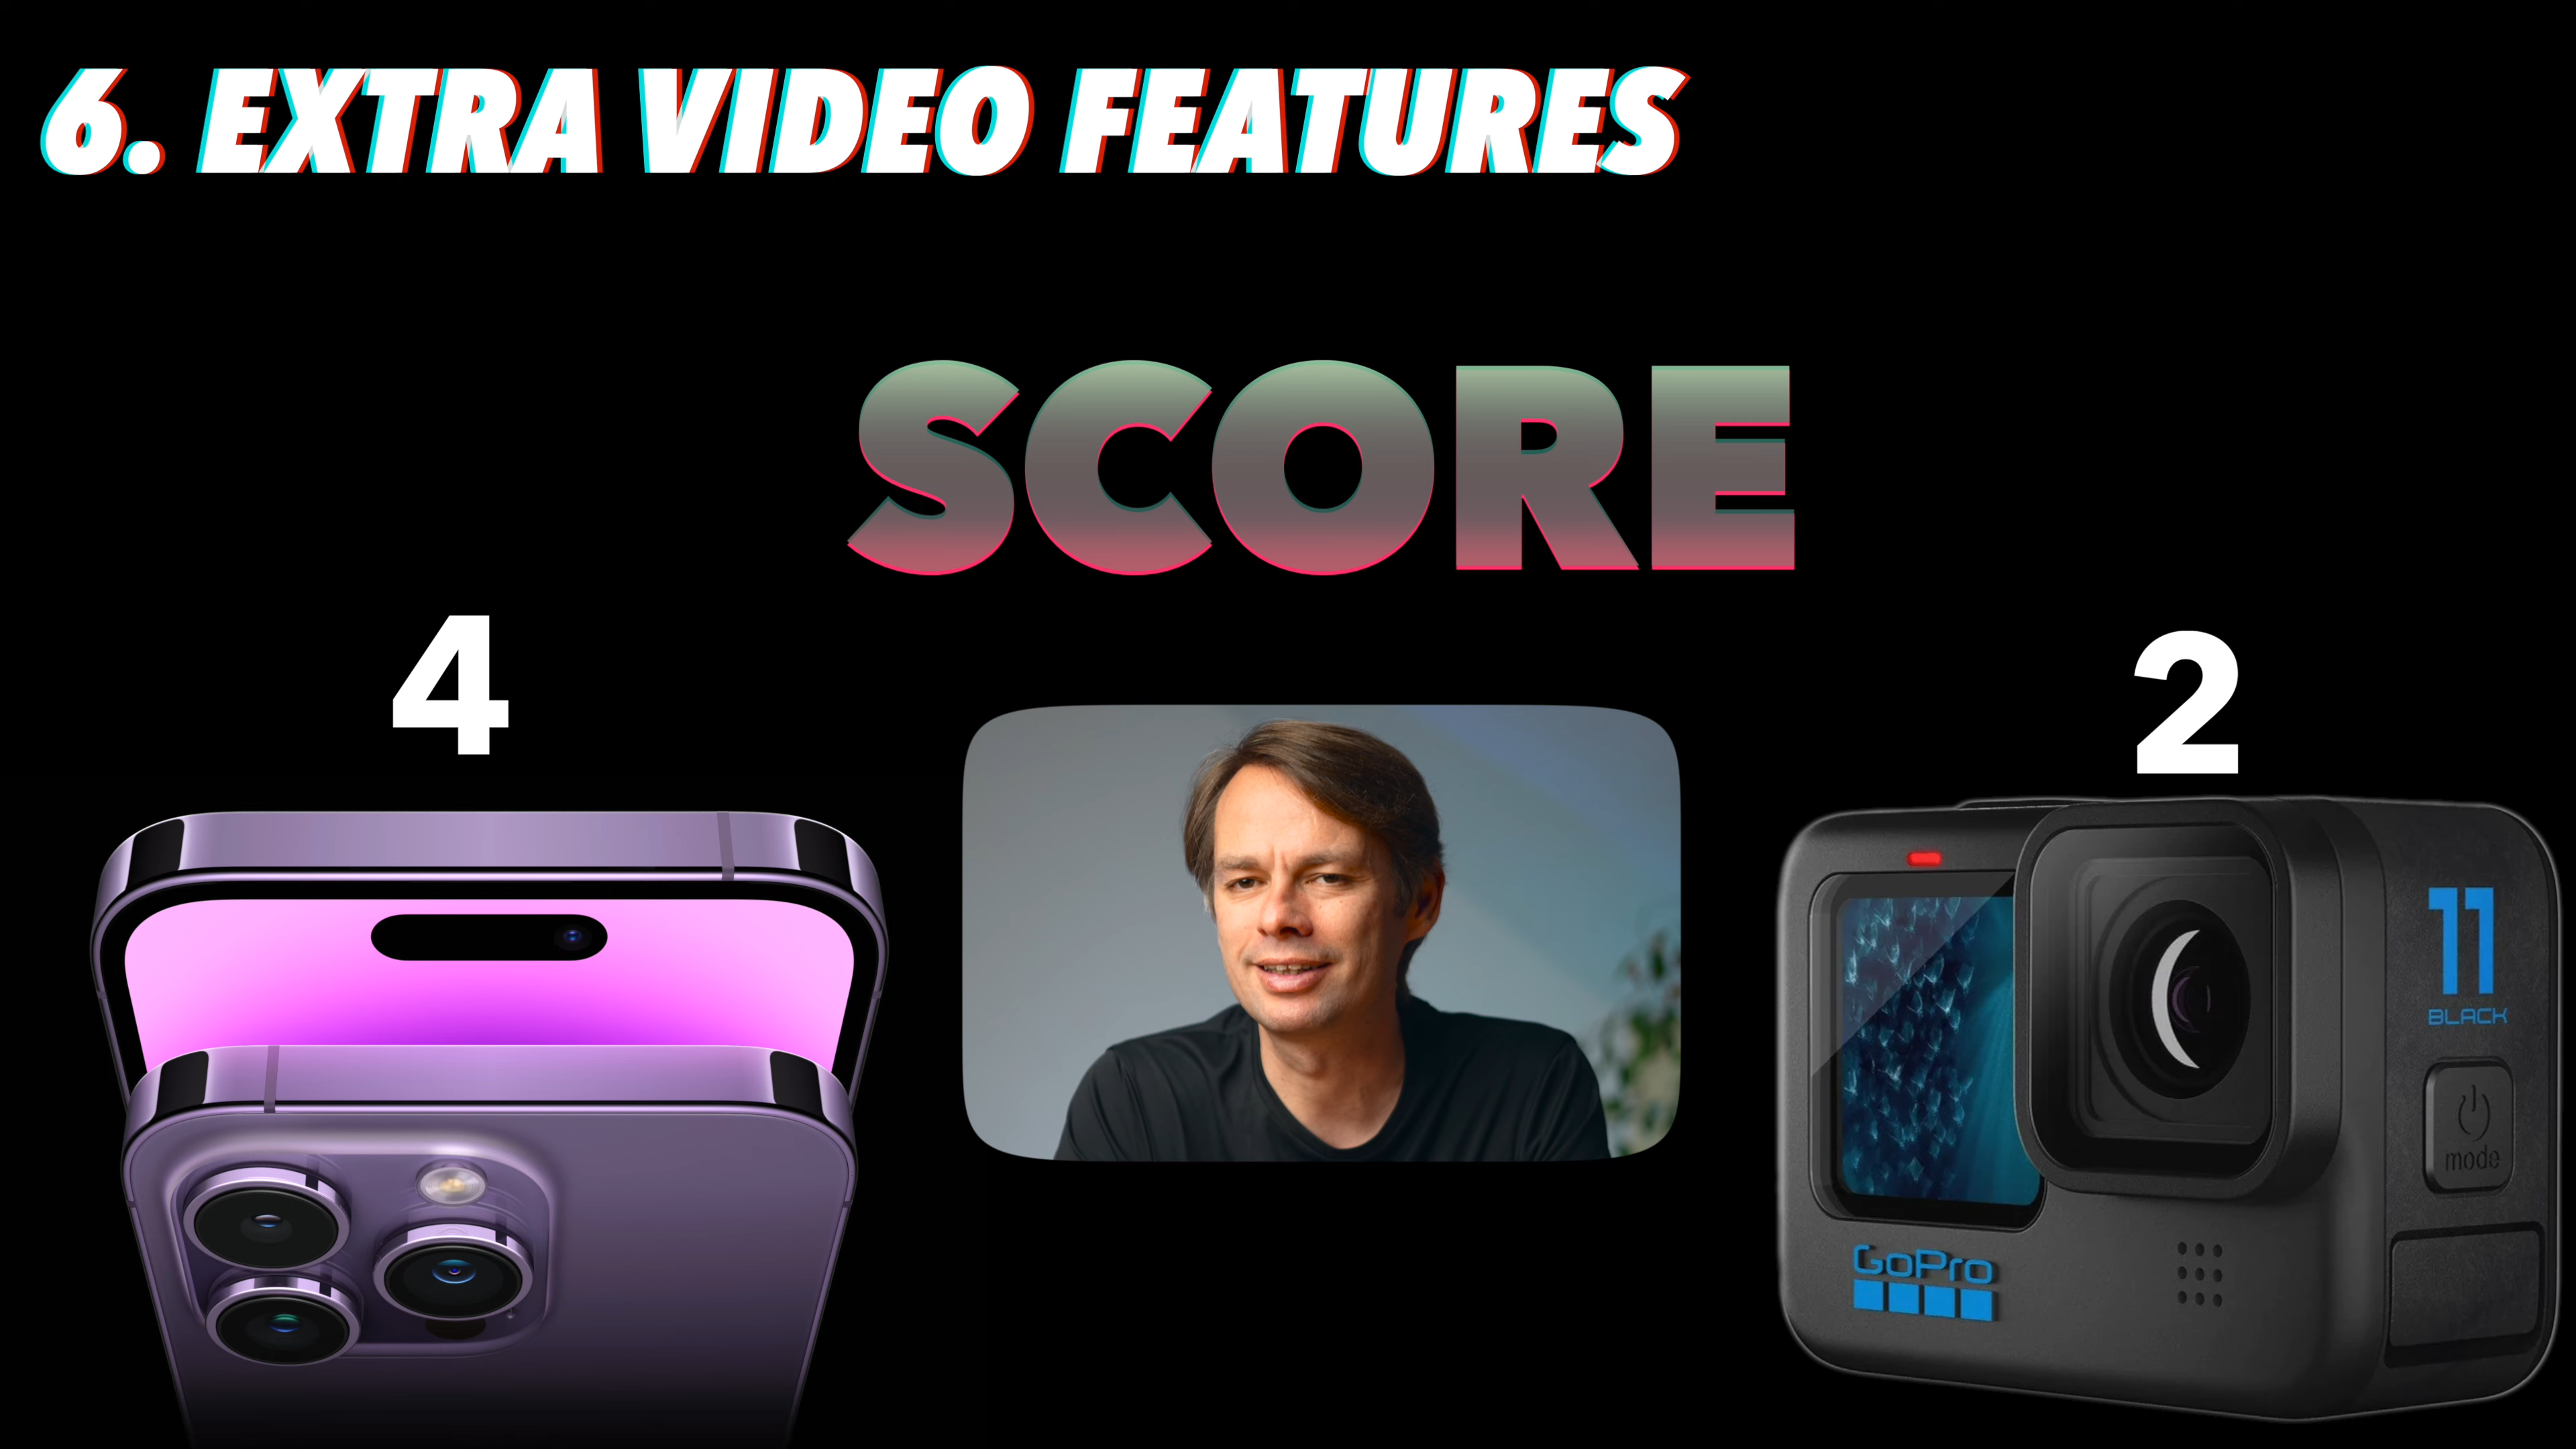 6. EXTRA VIDEO FEATURES
SCORE
4
2
11
BLACK
mode
GoPro